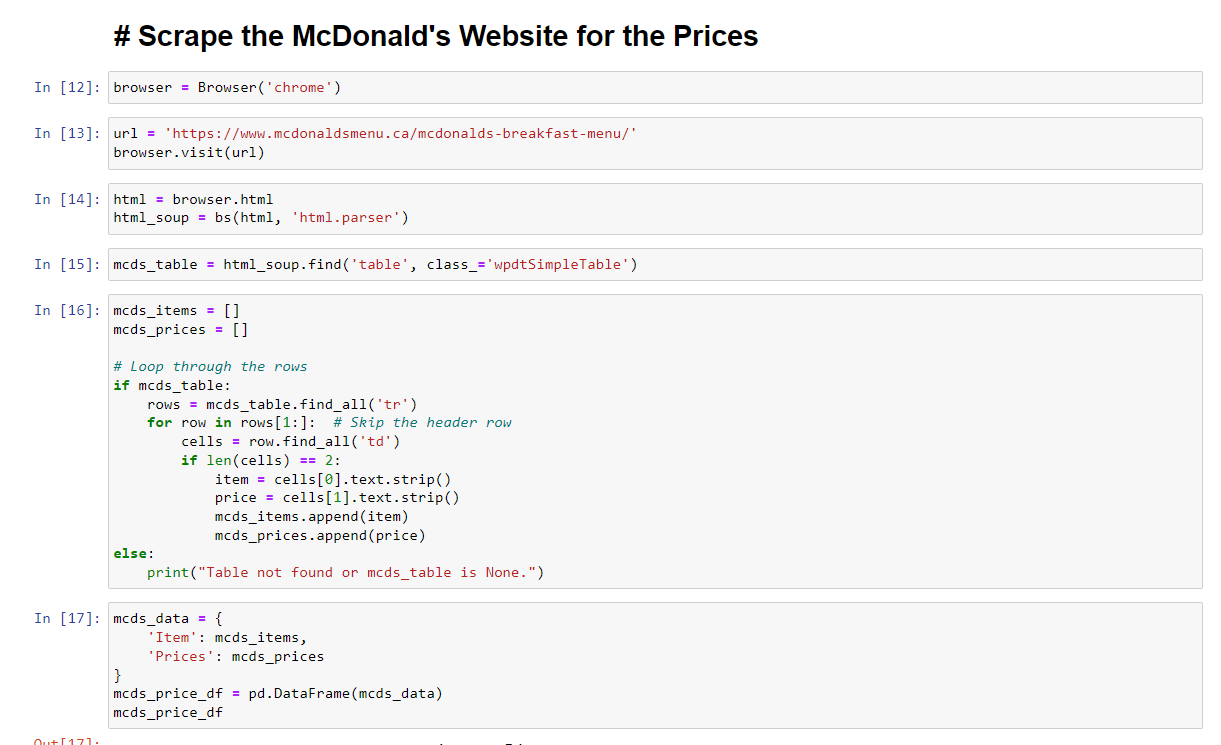 # Scrape the McDonald's Website for the Prices
In [12]: browser = Browser('chrome')
In [13]: url = 'https://www.mcdonaldsmenu.ca/mcdonalds-breakfast-menu/'
browser.visit(url)
In [14]: html = browser.html
html_soup = bs(html, 'html.parser')
In [15]: mcds_table = html_soup.find('table', class_='wpdtSimpleTable')
In [16]: mcds_items = []
mcds_prices = []
# Loop through the rows
if mcds_table:
    rows = mcds_table.find_all('tr')
    for row in rows[1:]:  # Skip the header row
        cells = row.find_all('td')
        if len(cells) == 2:
            item = cells[0].text.strip()
            price = cells[1].text.strip()
            mcds_items.append(item)
            mcds_prices.append(price)
else:
    print("Table not found or mcds_table is None.")
In [17]: mcds_data = {
    'Item': mcds_items,
    'Prices': mcds_prices
}
mcds_price_df = pd.DataFrame(mcds_data)
mcds_price_df
Out[17]: